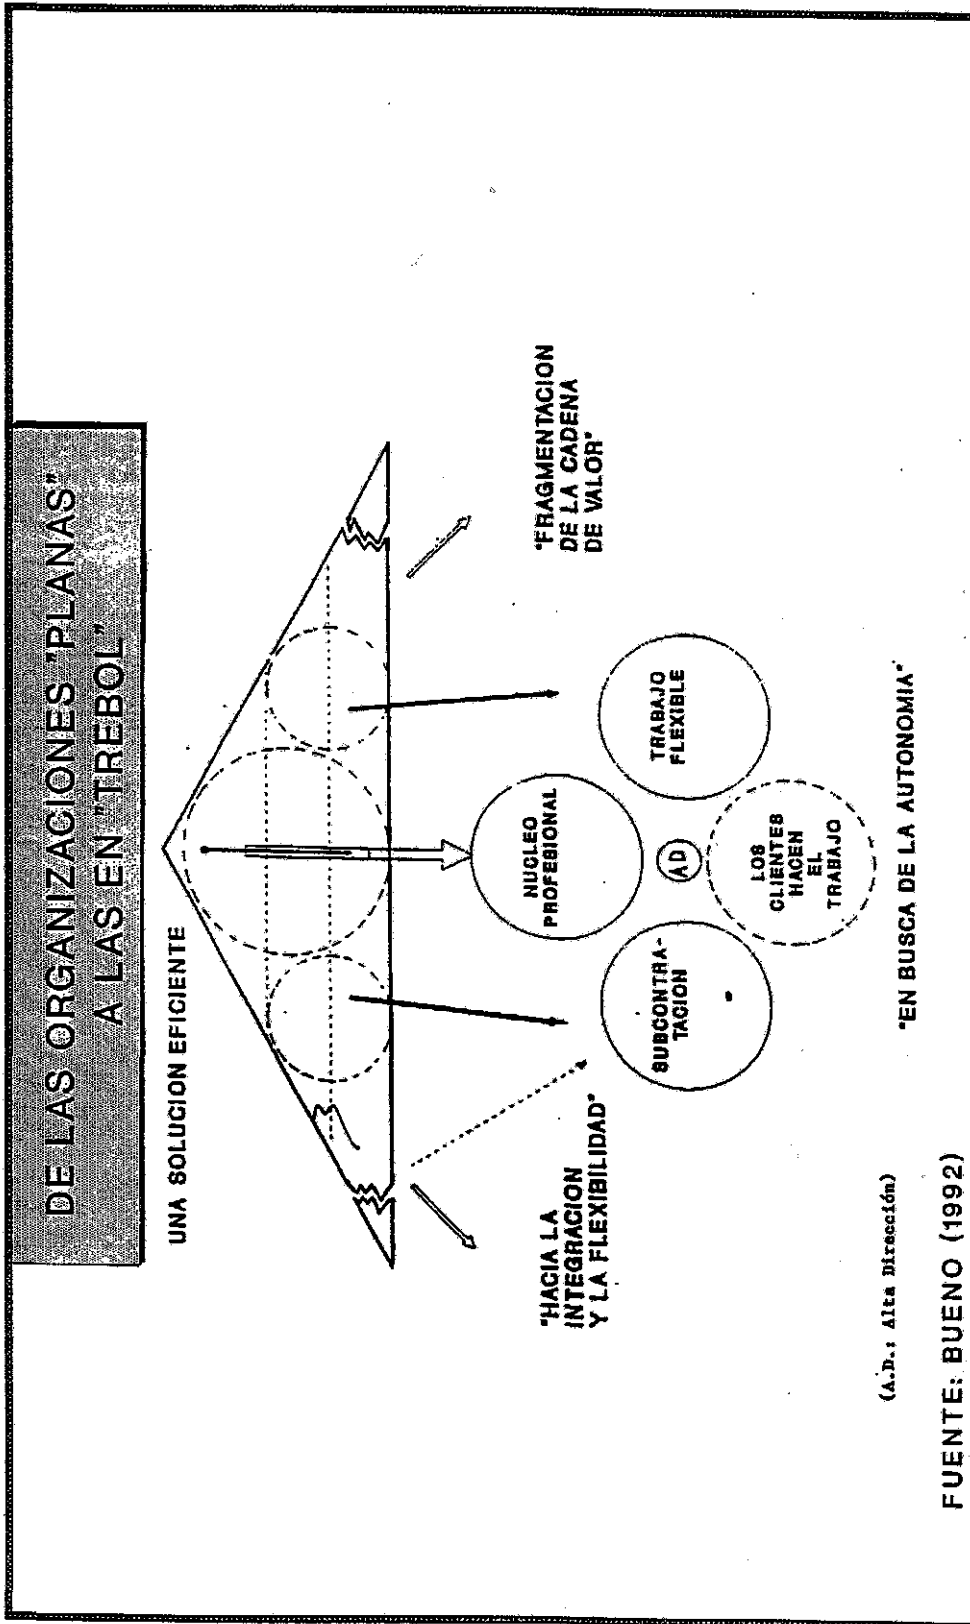 DE LAS ORGANIZACIONES "PLANAS"
A LAS EN "TREBOL"
UNA SOLUCION EFICIENTE
"HACIA LA
INTEGRACION
Y LA FLEXIBILIDAD"
"FRAGMENTACION
DE LA CADENA
DE VALOR"
NUCLEO
PROFESIONAL
SUBCONTRA-
TACION
AD
TRABAJO
FLEXIBLE
LOS
CLIENTES
HACEN
EL
TRABAJO
"EN BUSCA DE LA AUTONOMIA"
(A.D.: Alta Dirección)
FUENTE: BUENO (1992)